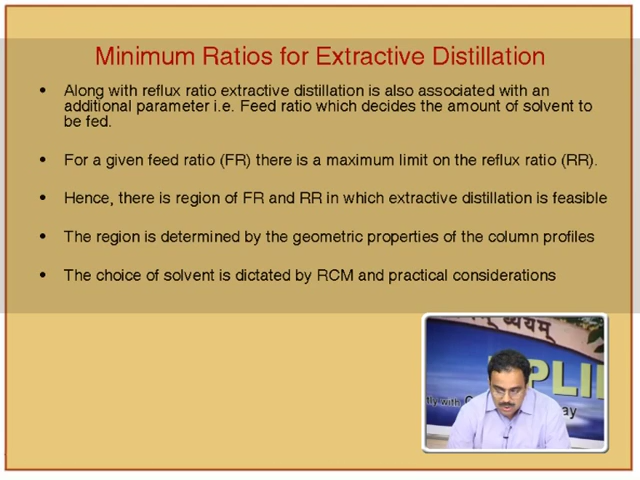 Minimum Ratios for Extractive Distillation
• Along with reflux ratio extractive distillation is also associated with an
additional parameter i.e. Feed ratio which decides the amount of solvent to
be fed.
• For a given feed ratio (FR) there is a maximum limit on the reflux ratio (RR).
• Hence, there is region of FR and RR in which extractive distillation is feasible
• The region is determined by the geometric properties of the column profiles
• The choice of solvent is dictated by RCM and practical considerations